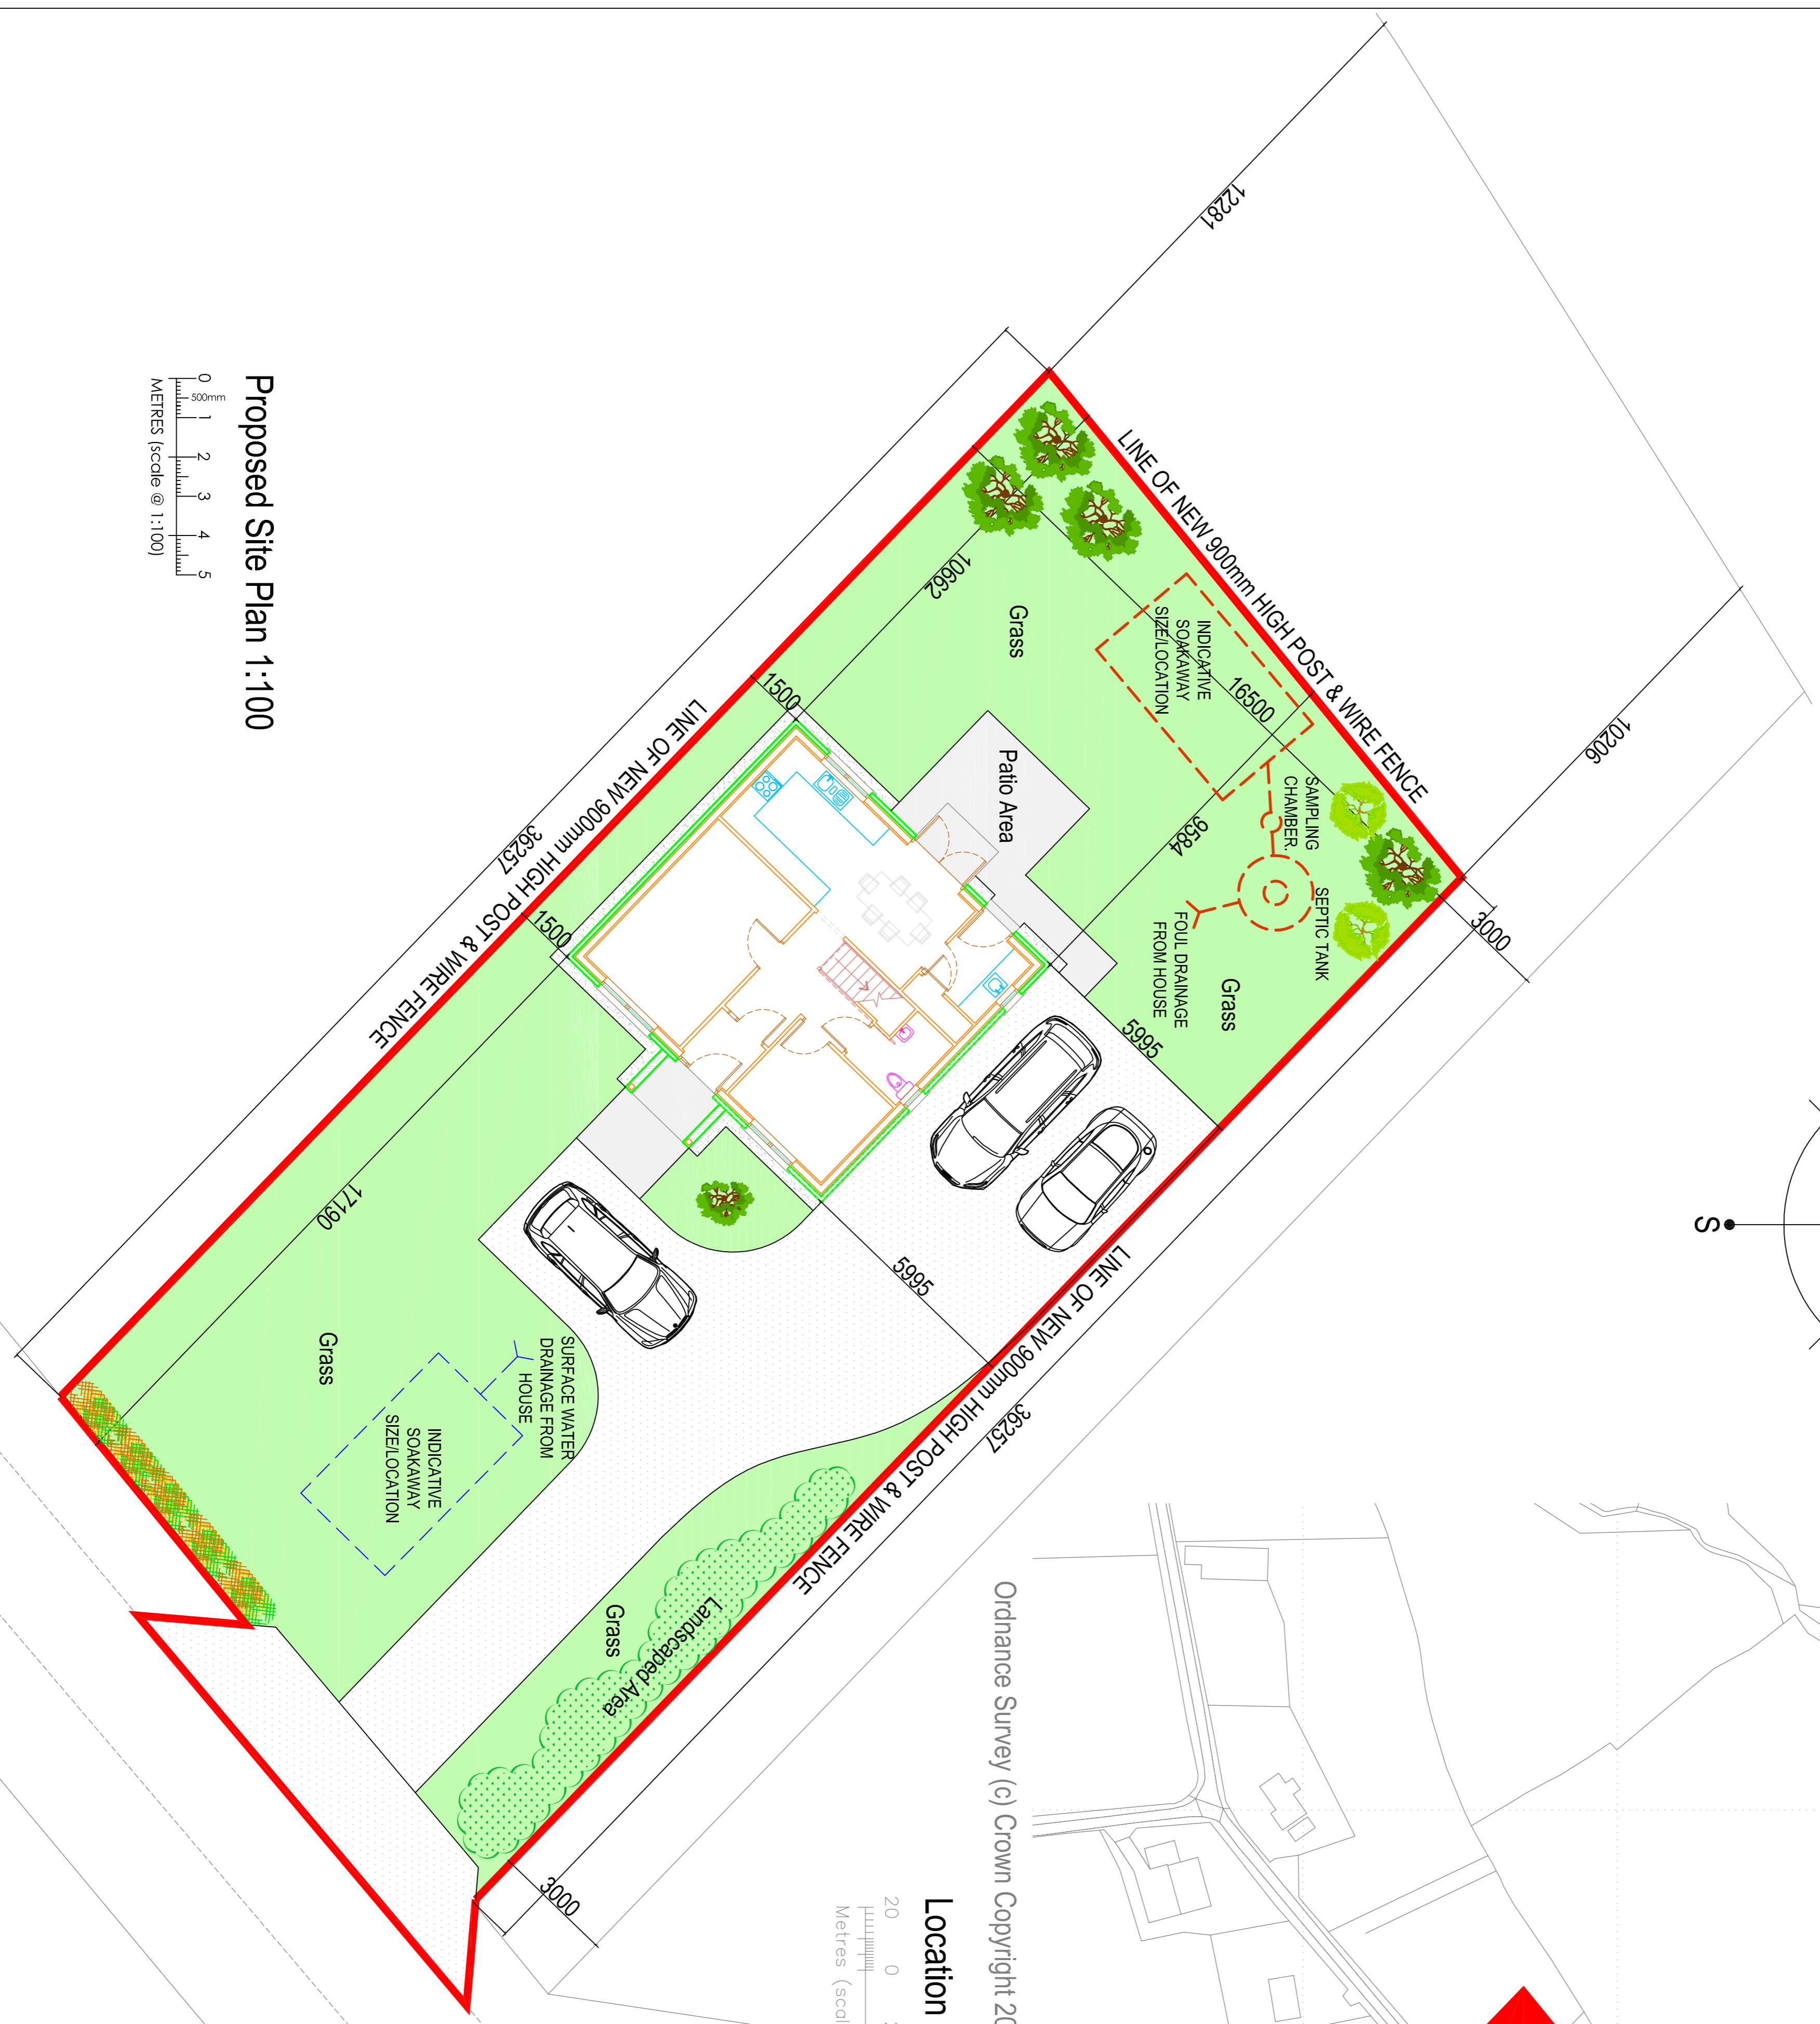 12281
10206
LINE OF NEW 900mm HIGH POST & WIRE FENCE
16500
INDICATIVE
SOAKAWAY
SIZE/LOCATION
SAMPLING
CHAMBER.
SEPTIC TANK
FOUL DRAINAGE
FROM HOUSE
Grass
Grass
Patio Area
10662
9584
3000
1500
1500
5995
5995
LINE OF NEW 900mm HIGH POST & WIRE FENCE
36257
LINE OF NEW 900mm HIGH POST & WIRE FENCE
36257
17190
Grass
SURFACE WATER
DRAINAGE FROM
HOUSE
INDICATIVE
SOAKAWAY
SIZE/LOCATION
Grass
Landscaped Area
3000
Proposed Site Plan 1:100
0 1 2 3 4 5
500mm
METRES (scale @ 1:100)
S
Ordnance Survey (c) Crown Copyright
Location
20 0
Metres